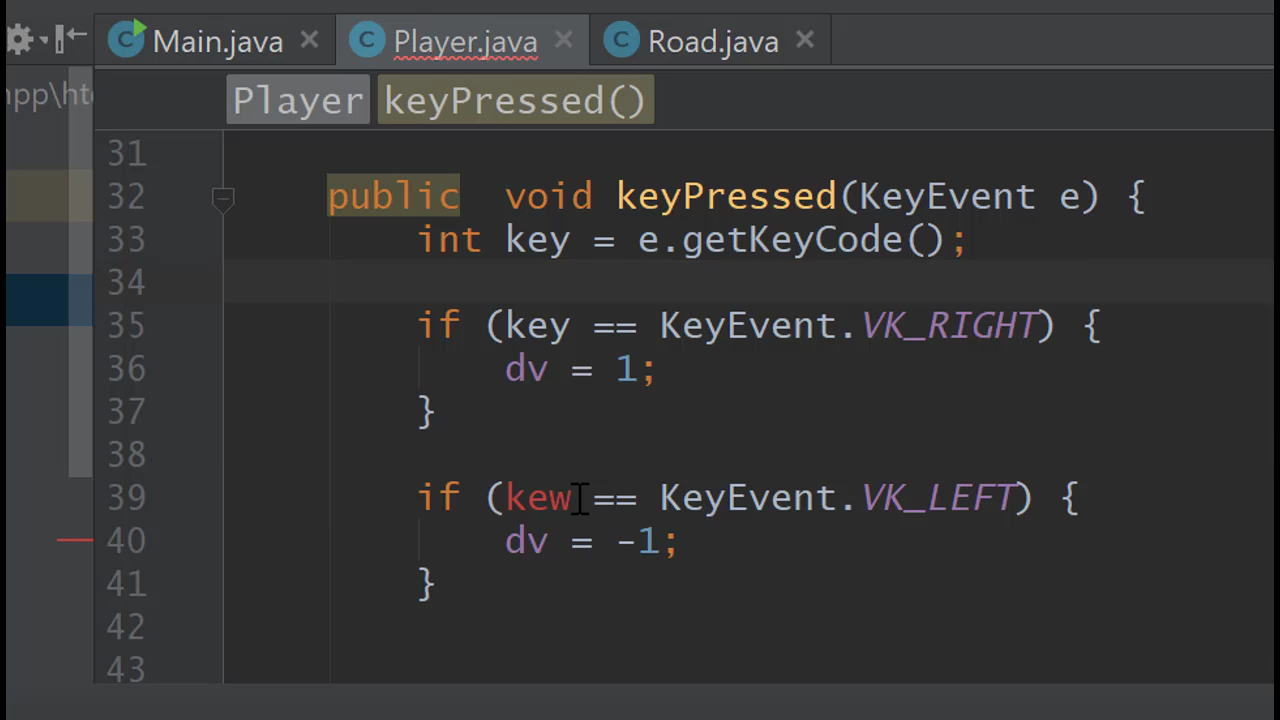 Main.java Player.java Road.java
Player keyPressed()
31
32 public  void keyPressed(KeyEvent e) {
33 int key = e.getKeyCode();
34
35 if (key == KeyEvent.VK_RIGHT) {
36 dv = 1;
37 }
38
39 if (kew == KeyEvent.VK_LEFT) {
40 dv = -1;
41 }
42
43